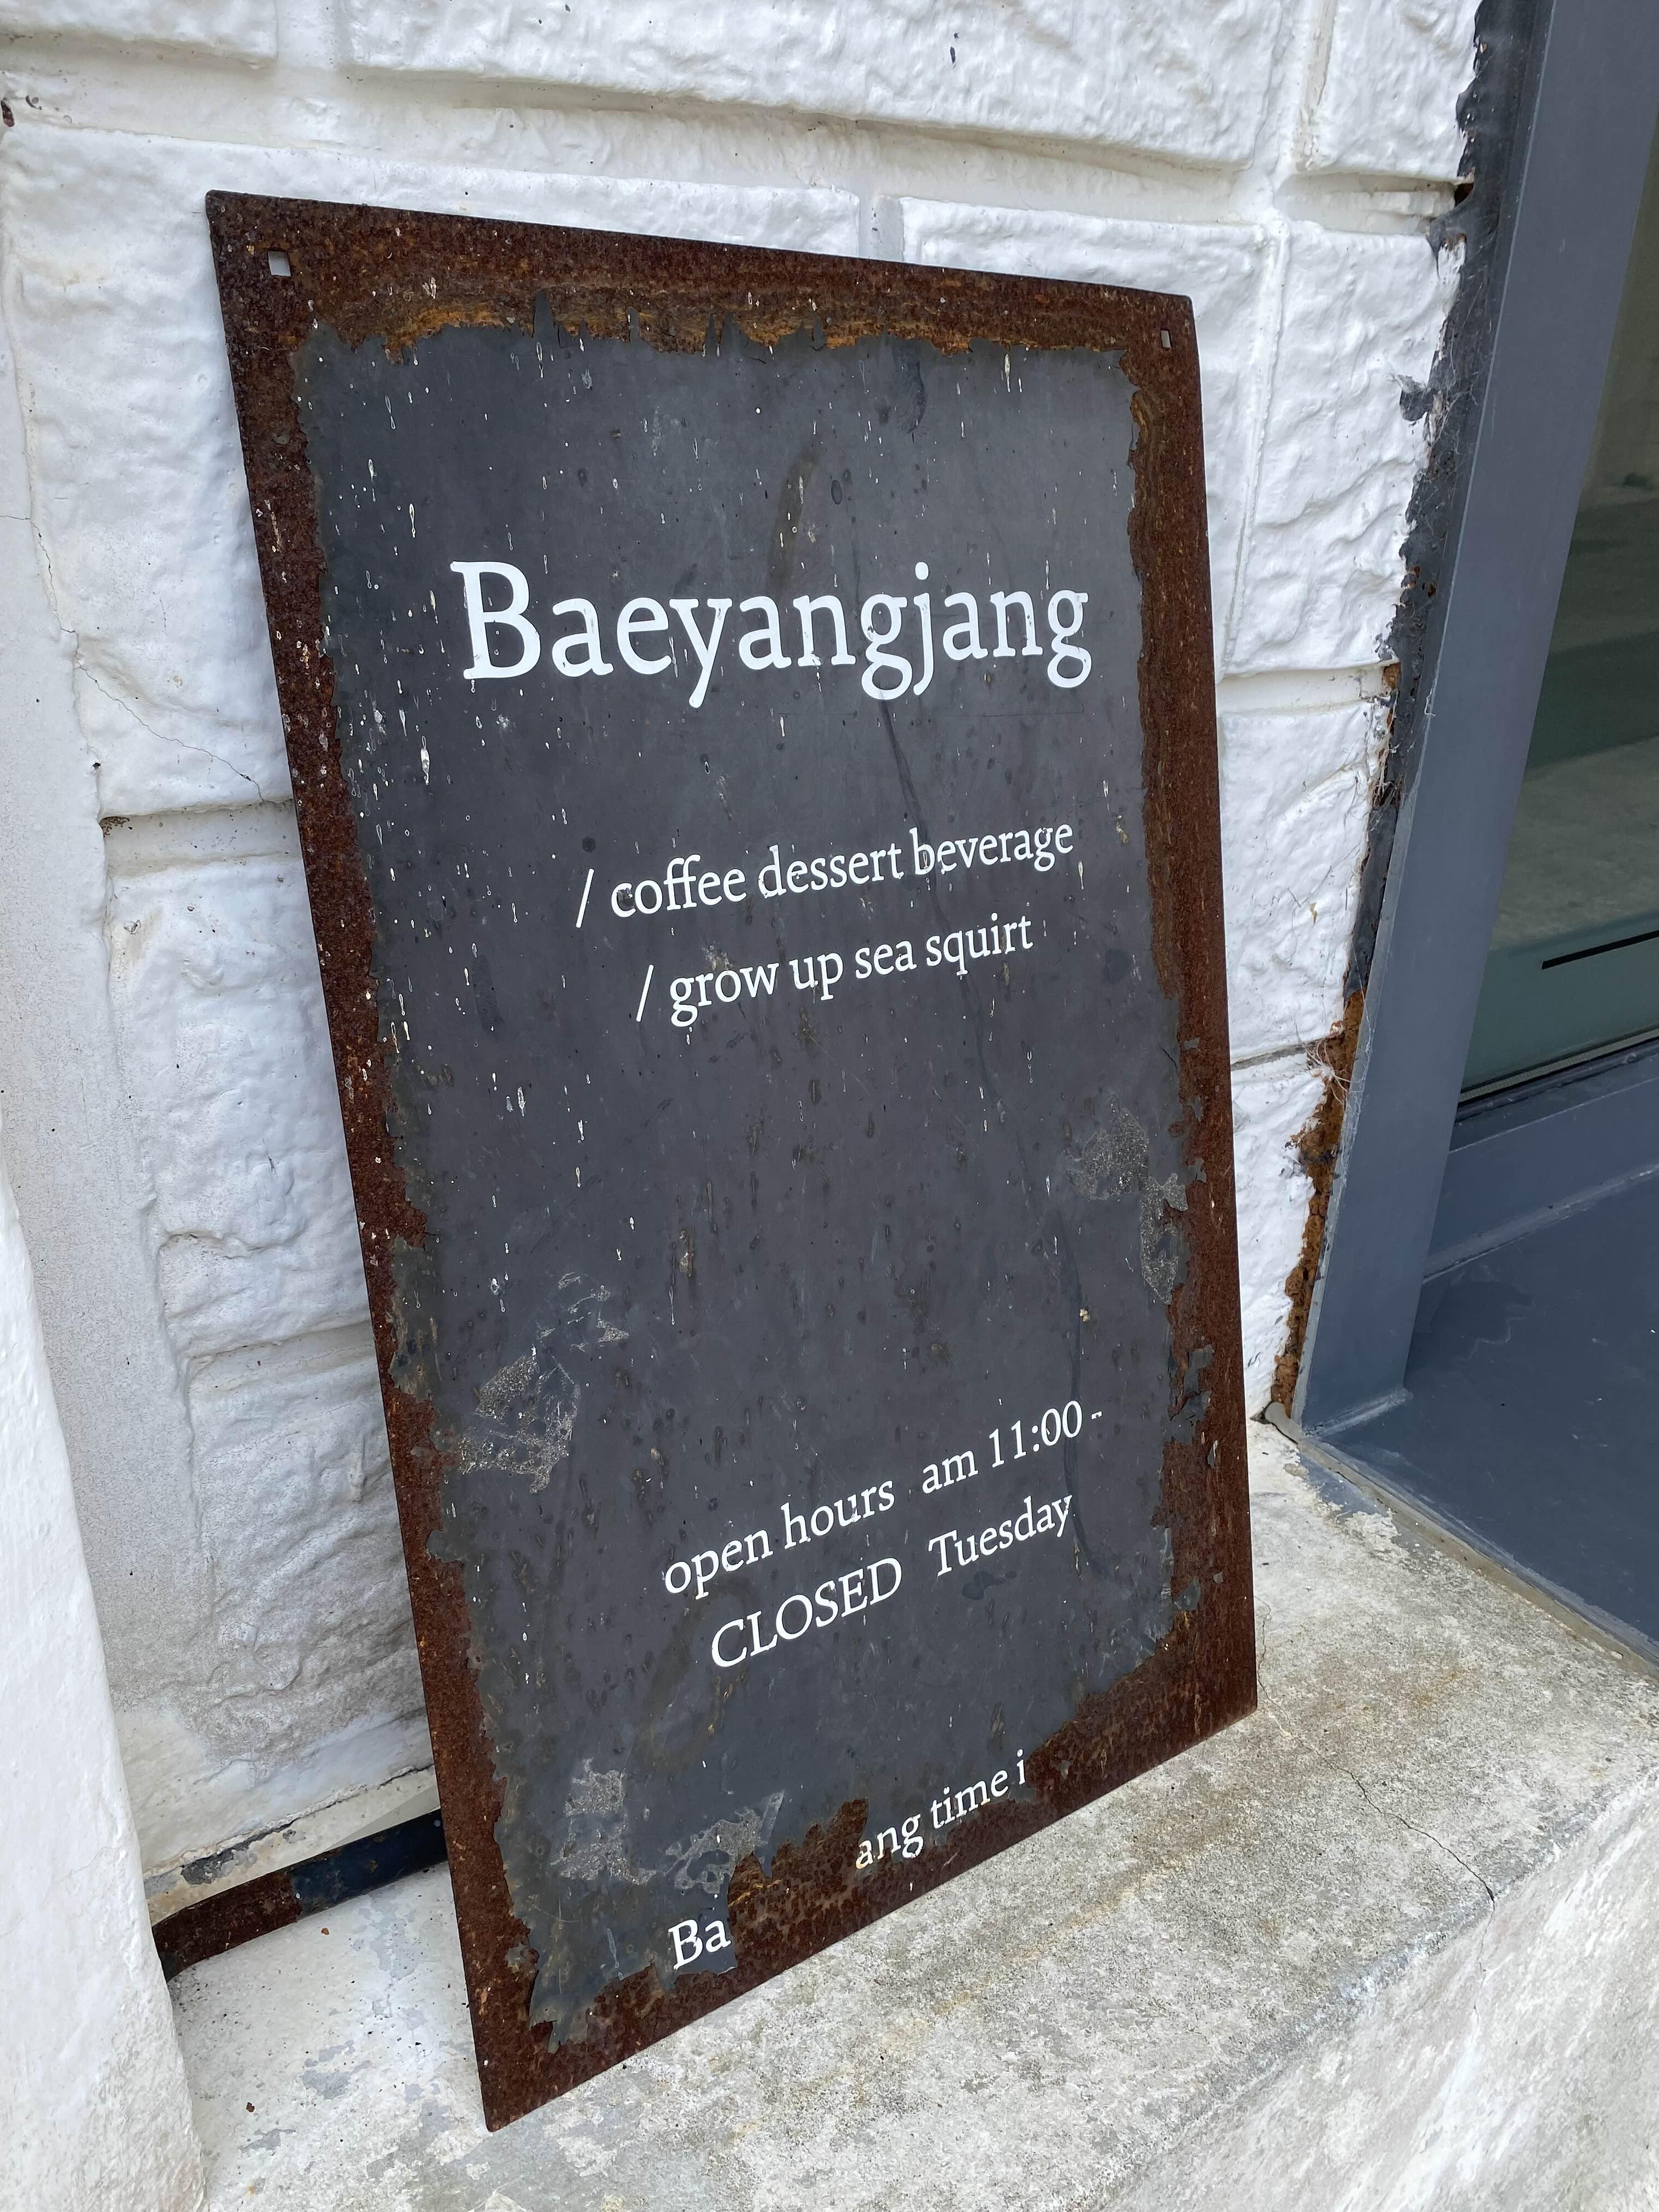 Baeyangjang
/ coffee dessert beverage
/ grow up sea squirt
open hours am 11:00 -
CLOSED Tuesday
Ba ang time i